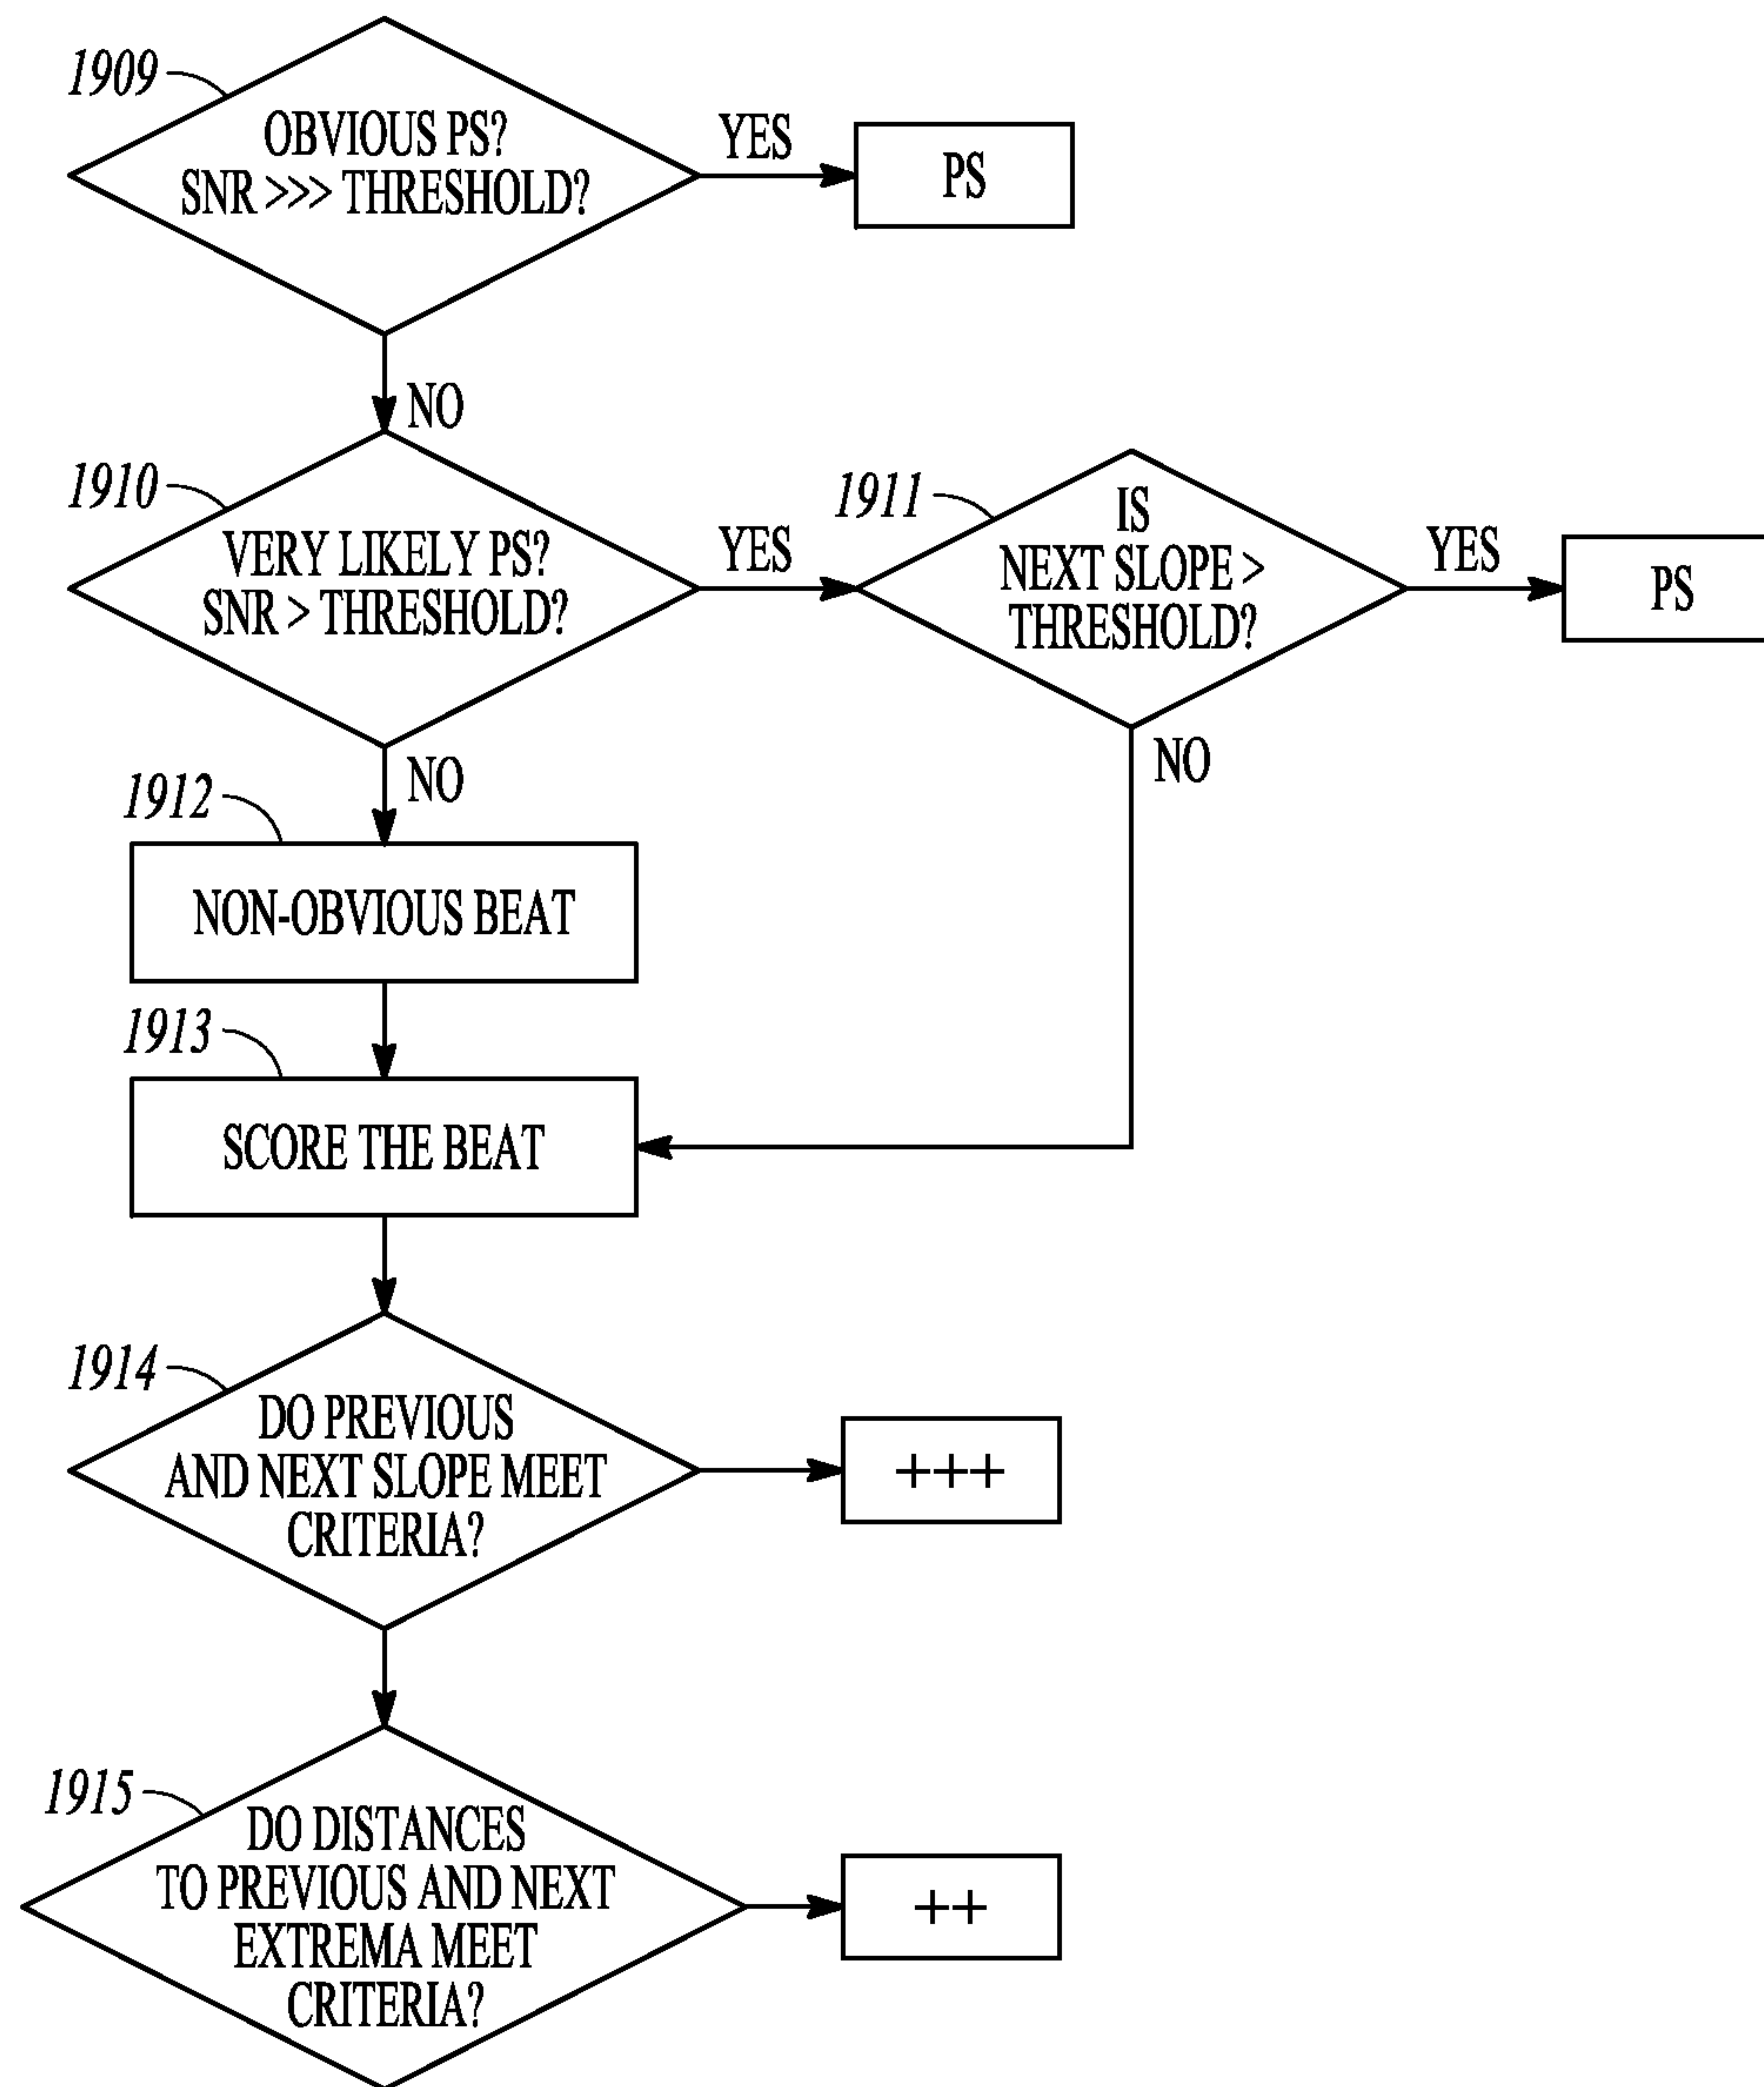 1909
OBVIOUS PS?
SNR >>> THRESHOLD?
YES
PS
NO
1910
VERY LIKELY PS?
SNR > THRESHOLD?
YES
1911
IS
NEXT SLOPE >
THRESHOLD?
YES
PS
NO
NO
1912
NON-OBVIOUS BEAT
1913
SCORE THE BEAT
1914
DO PREVIOUS
AND NEXT SLOPE MEET
CRITERIA?
+++
1915
DO DISTANCES
TO PREVIOUS AND NEXT
EXTREMA MEET
CRITERIA?
++